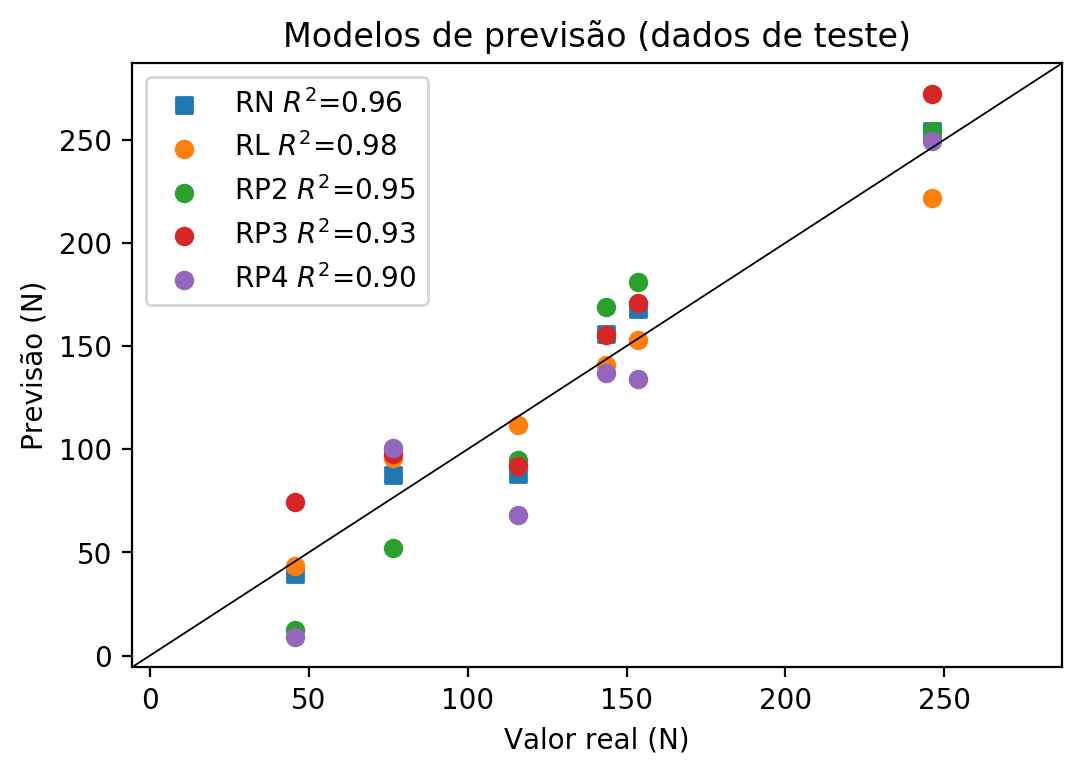 Modelos de previsão (dados de teste)
RN R²=0.96
RL R²=0.98
RP2 R²=0.95
RP3 R²=0.93
RP4 R²=0.90
Previsão (N)
250
200
150
100
50
0
0 50 100 150 200 250
Valor real (N)